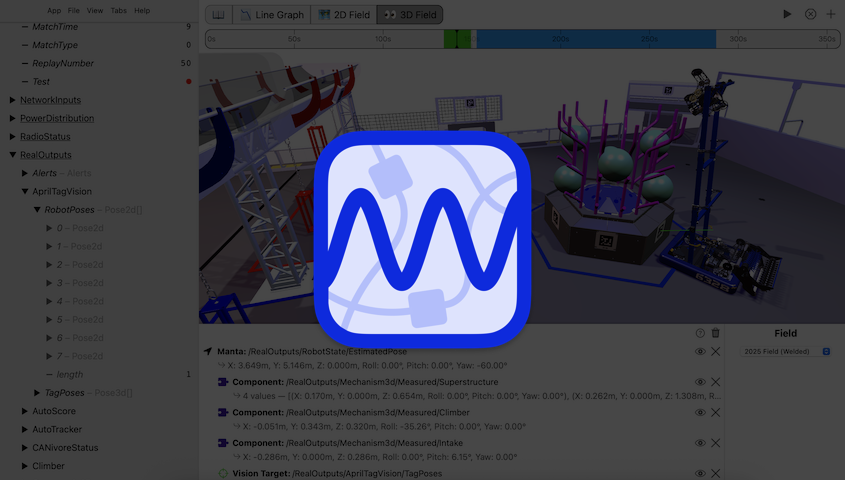 App File View Tabs Help
Line Graph 2D Field 3D Field
0s 50s 100s 200s 250s 300s 350s
MatchTime 9
MatchType 0
ReplayNumber 50
Test
NetworkInputs
PowerDistribution
RadioStatus
RealOutputs
Alerts – Alerts
AprilTagVision
RobotPoses – Pose2d[]
0 – Pose2d
1 – Pose2d
2 – Pose2d
3 – Pose2d
4 – Pose2d
5 – Pose2d
6 – Pose2d
7 – Pose2d
length 1
TagPoses – Pose3d[]
AutoScore
AutoTracker
CANivoreStatus
Climber
Manta: /RealOutputs/RobotState/EstimatedPose
X: 3.649m, Y: 5.146m, Z: 0.000m, Roll: 0.00°, Pitch: 0.00°, Yaw: -60.00°
Component: /RealOutputs/Mechanism3d/Measured/Superstructure
4 values — [(X: 0.170m, Y: 0.000m, Z: 0.654m, Roll: 0.00°, Pitch: 0.00°, Yaw: 0.00°), (X: 0.262m, Y: 0.000m, Z: 1.308m, R...
Component: /RealOutputs/Mechanism3d/Measured/Climber
X: -0.051m, Y: 0.343m, Z: 0.320m, Roll: -35.26°, Pitch: 0.00°, Yaw: 0.00°
Component: /RealOutputs/Mechanism3d/Measured/Intake
X: -0.286m, Y: 0.000m, Z: 0.286m, Roll: 0.00°, Pitch: 6.15°, Yaw: 0.00°
Vision Target: /RealOutputs/AprilTagVision/TagPoses
Field
2025 Field (Welded)